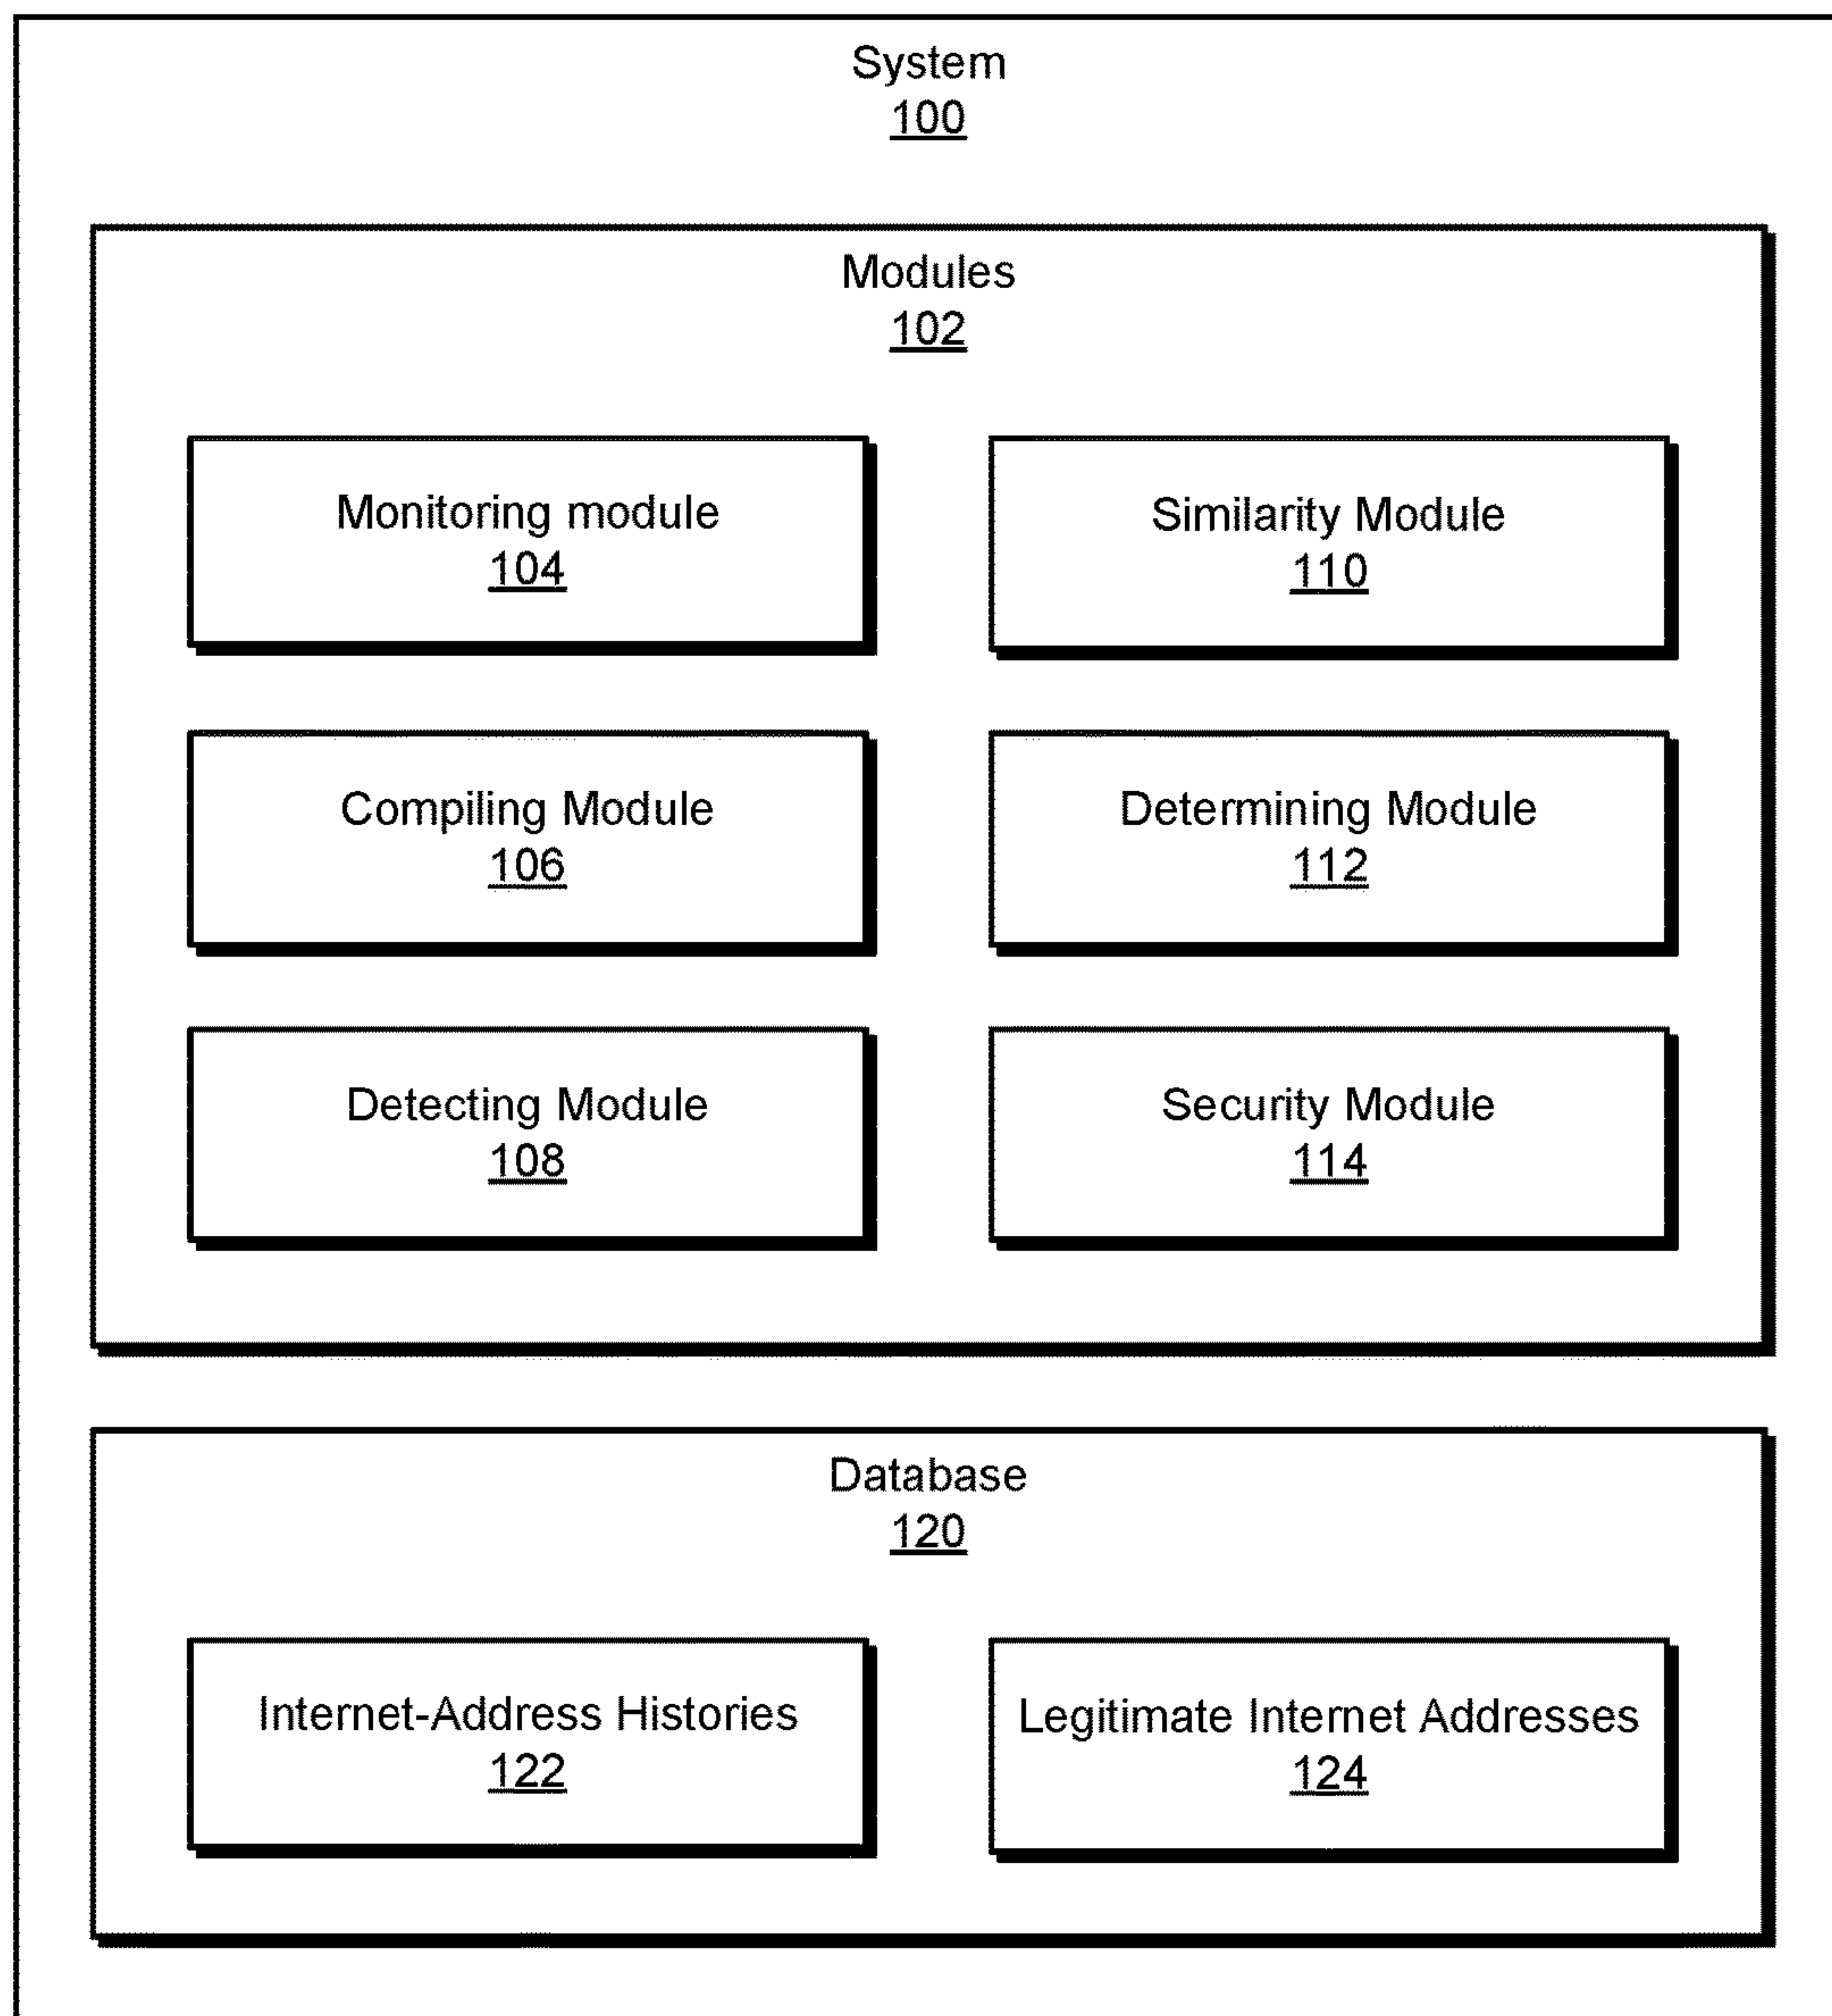 System
100
Modules
102
Monitoring module
104
Similarity Module
110
Compiling Module
106
Determining Module
112
Detecting Module
108
Security Module
114
Database
120
Internet-Address Histories
122
Legitimate Internet Addresses
124